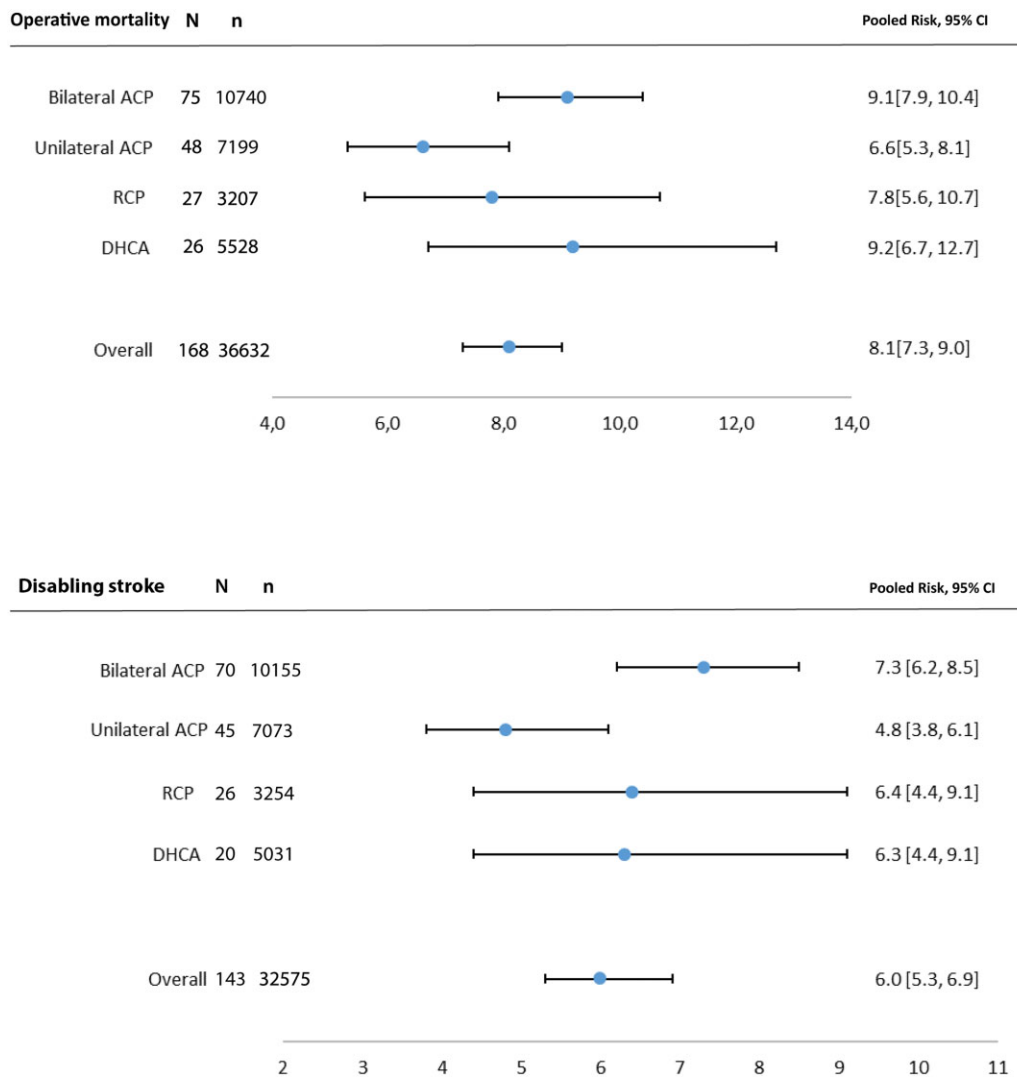 Operative mortality N n Pooled Risk, 95% CI
Bilateral ACP 75 10740 9.1[7.9, 10.4]
Unilateral ACP 48 7199 6.6[5.3, 8.1]
RCP 27 3207 7.8[5.6, 10.7]
DHCA 26 5528 9.2[6.7, 12.7]
Overall 168 36632 8.1[7.3, 9.0]
4,0 6,0 8,0 10,0 12,0 14,0
Disabling stroke N n Pooled Risk, 95% CI
Bilateral ACP 70 10155 7.3 [6.2, 8.5]
Unilateral ACP 45 7073 4.8 [3.8, 6.1]
RCP 26 3254 6.4 [4.4, 9.1]
DHCA 20 5031 6.3 [4.4, 9.1]
Overall 143 32575 6.0 [5.3, 6.9]
2 3 4 5 6 7 8 9 10 11